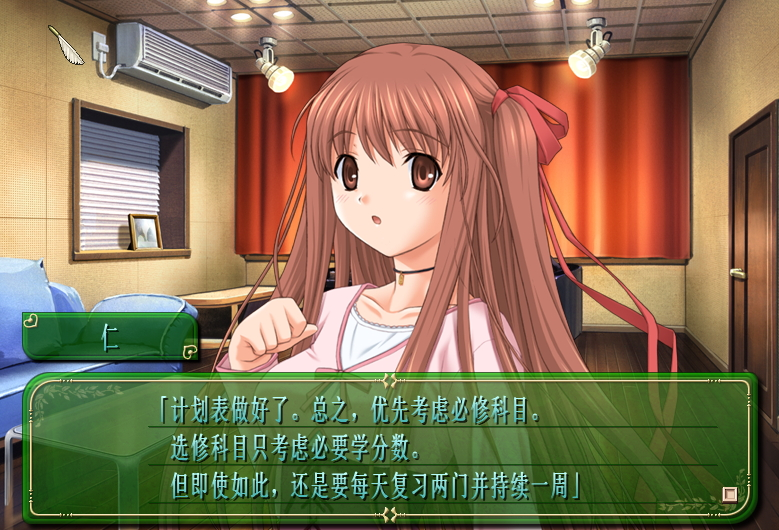 仁
「计划表做好了。总之，优先考虑必修科目。
选修科目只考虑必要学分数。
但即使如此，还是要每天复习两门并持续一周」